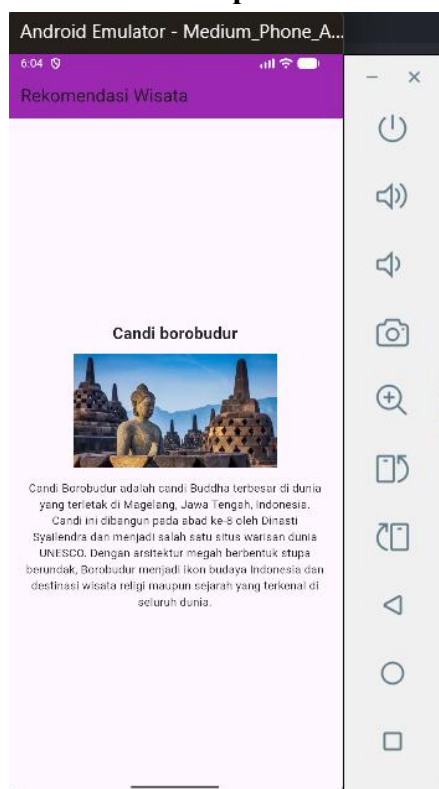 Android Emulator - Medium_Phone_A...
6:04
Rekomendasi Wisata
Candi borobudur
Candi Borobudur adalah candi Buddha terbesar di dunia
yang terletak di Magelang, Jawa Tengah, Indonesia.
Candi ini dibangun pada abad ke-8 oleh Dinasti
Syailendra dan menjadi salah satu situs warisan dunia
UNESCO. Dengan arsitektur megah berbentuk stupa
berundak, Borobudur menjadi ikon budaya Indonesia dan
destinasi wisata religi maupun sejarah yang terkenal di
seluruh dunia.